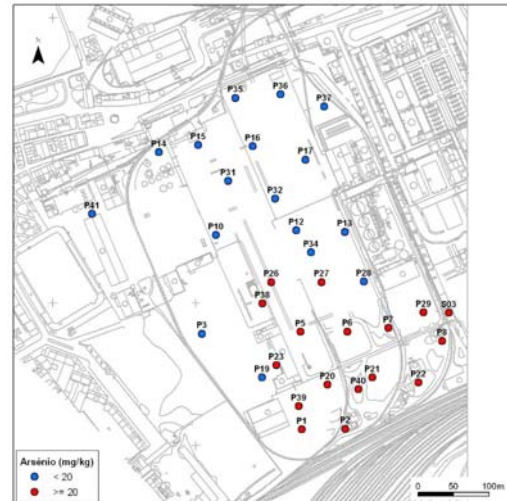 N
P35
P36
P37
P14
P15
P16
P17
P31
P32
P41
P10
P12
P13
P34
P26
P27
P28
P38
P29
S03
P3
P5
P6
P7
P8
P23
P19
P20
P21
P40
P22
P39
P1
P2
Arsénio (mg/kg)
< 20
>= 20
0 50 100m